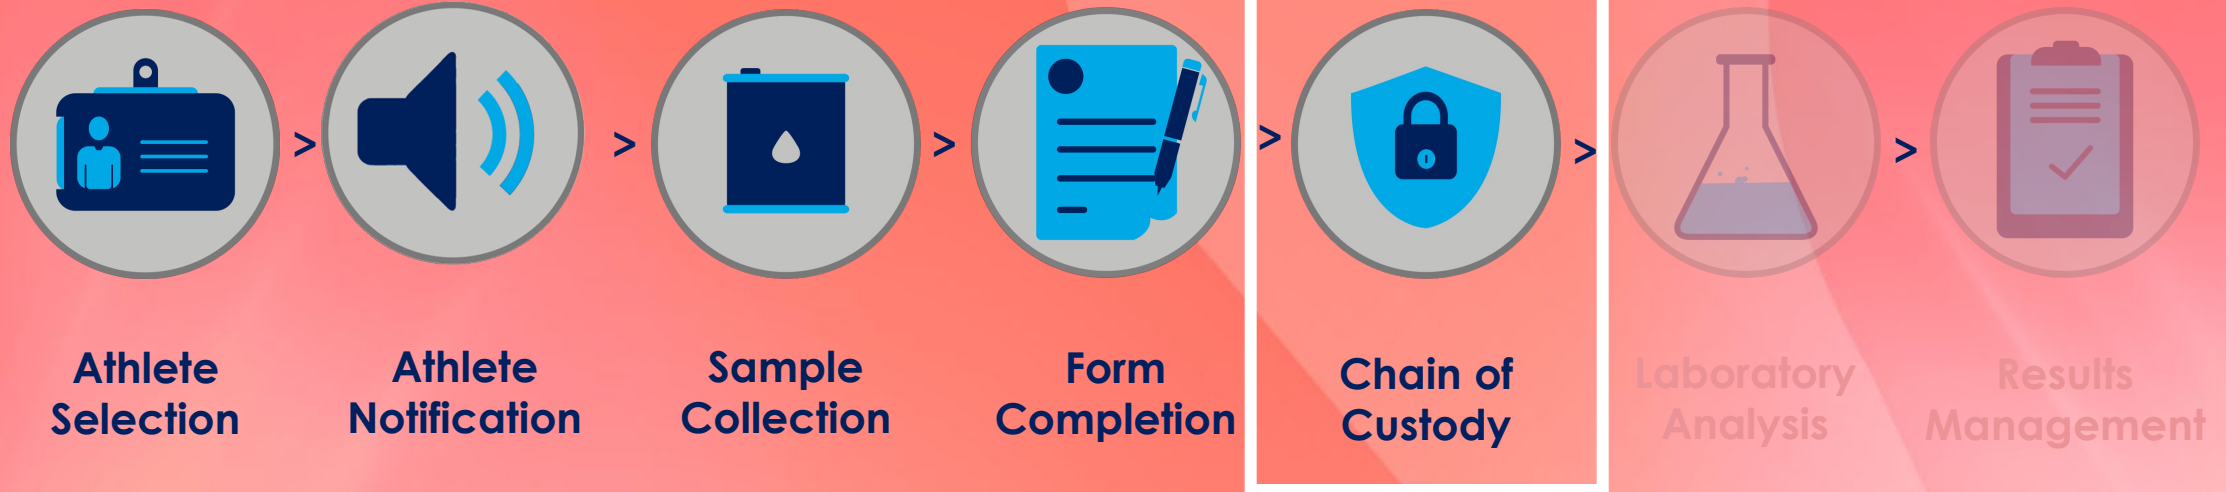 Athlete
Selection
>
Athlete
Notification
>
Sample
Collection
>
Form
Completion
>
Chain of
Custody
>
Laboratory
Analysis
>
Results
Management